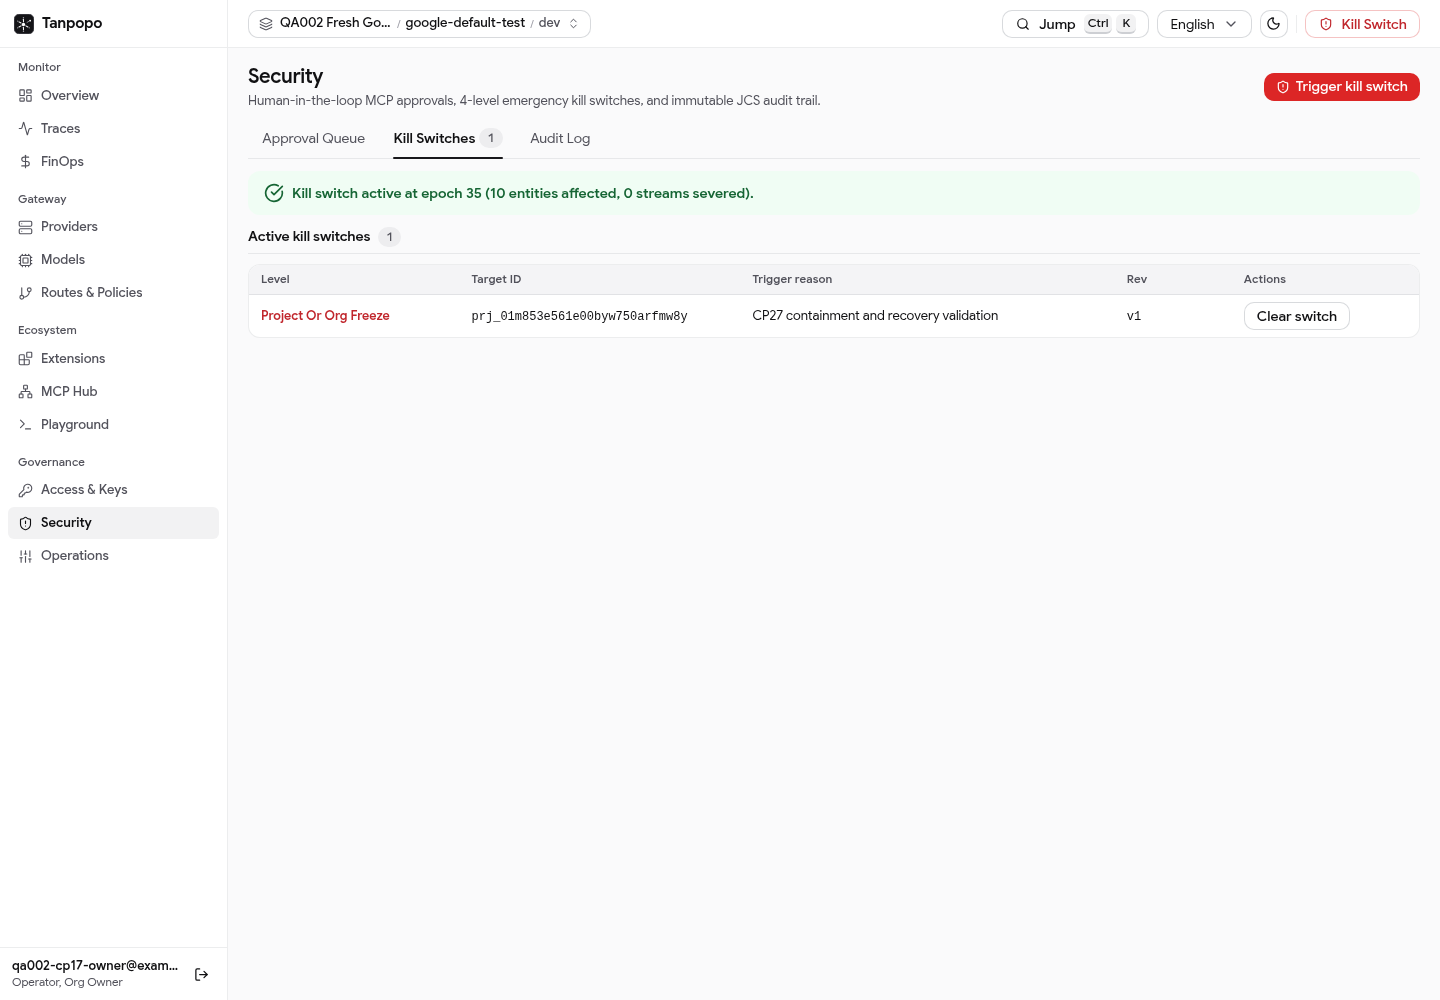 Tanpopo
QA002 Fresh Go... / google-default-test / dev
Jump Ctrl K
English
Kill Switch
Monitor
Overview
Traces
FinOps
Gateway
Providers
Models
Routes & Policies
Ecosystem
Extensions
MCP Hub
Playground
Governance
Access & Keys
Security
Operations
qa002-cp17-owner@exam...
Operator, Org Owner
Security
Human-in-the-loop MCP approvals, 4-level emergency kill switches, and immutable JCS audit trail.
Trigger kill switch
Approval Queue Kill Switches 1 Audit Log
Kill switch active at epoch 35 (10 entities affected, 0 streams severed).
Active kill switches 1
Level Target ID Trigger reason Rev Actions
Project Or Org Freeze prj_01m853e561e00byw750arfmw8y CP27 containment and recovery validation v1 Clear switch